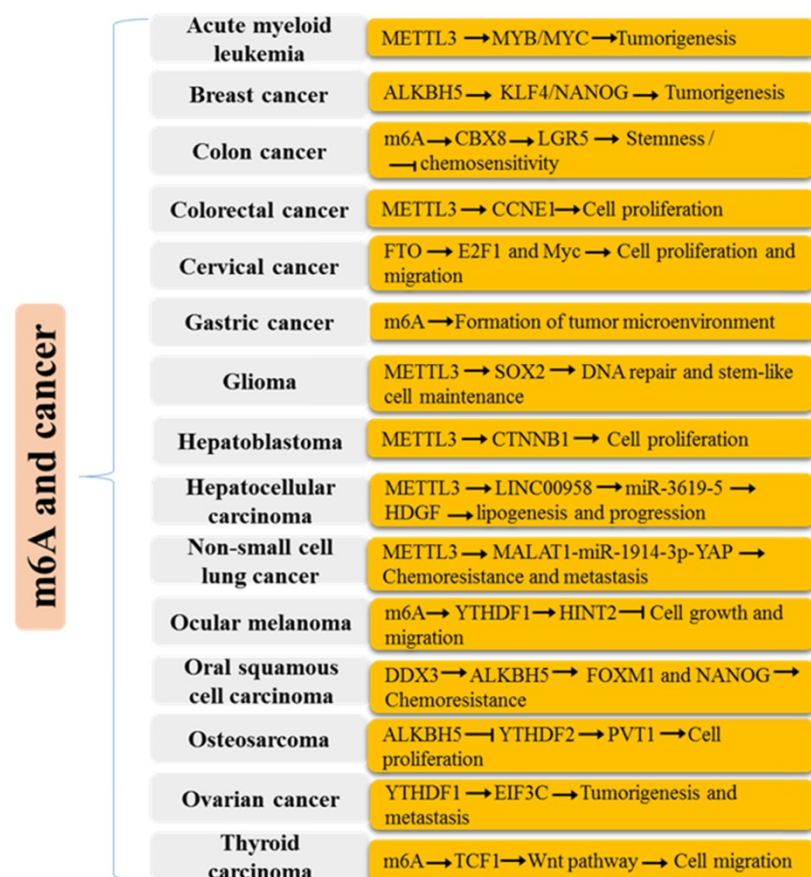 m6A and cancer
Acute myeloid
leukemia
METTL3 → MYB/MYC → Tumorigenesis
Breast cancer
ALKBH5 → KLF4/NANOG → Tumorigenesis
Colon cancer
m6A → CBX8 → LGR5 → Stemness /
⊣ chemosensitivity
Colorectal cancer
METTL3 → CCNE1 → Cell proliferation
Cervical cancer
FTO → E2F1 and Myc → Cell proliferation and
migration
Gastric cancer
m6A → Formation of tumor microenvironment
Glioma
METTL3 → SOX2 → DNA repair and stem-like
cell maintenance
Hepatoblastoma
METTL3 → CTNNB1 → Cell proliferation
Hepatocellular
carcinoma
METTL3 → LINC00958 → miR-3619-5 →
HDGF → lipogenesis and progression
Non-small cell
lung cancer
METTL3 → MALAT1-miR-1914-3p-YAP →
Chemoresistance and metastasis
Ocular melanoma
m6A → YTHDF1 → HINT2 ⊣ Cell growth and
migration
Oral squamous
cell carcinoma
DDX3 → ALKBH5 → FOXM1 and NANOG →
Chemoresistance
Osteosarcoma
ALKBH5 ⊣ YTHDF2 → PVT1 → Cell
proliferation
Ovarian cancer
YTHDF1 → EIF3C → Tumorigenesis and
metastasis
Thyroid
carcinoma
m6A → TCF1 → Wnt pathway → Cell migration